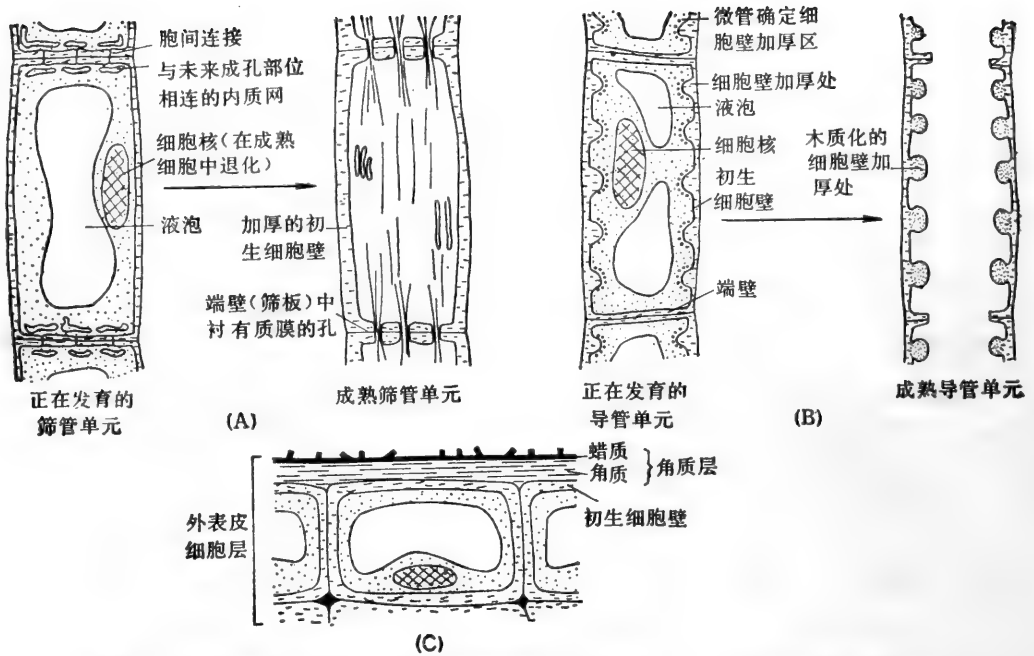 胞间连接
与未来成孔部位
相连的内质网
细胞核(在成熟
细胞中退化)
液泡
加厚的初
生细胞壁
端壁(筛板)中
衬有质膜的孔
正在发育的
筛管单元
(A)
成熟筛管单元
微管确定细
胞壁加厚区
细胞壁加厚处
液泡
细胞核
初生
细胞壁
端壁
木质化的
细胞壁加
厚处
正在发育的
导管单元
(B)
成熟导管单元
外表皮
细胞层
蜡质
角质
角质层
初生细胞壁
(C)